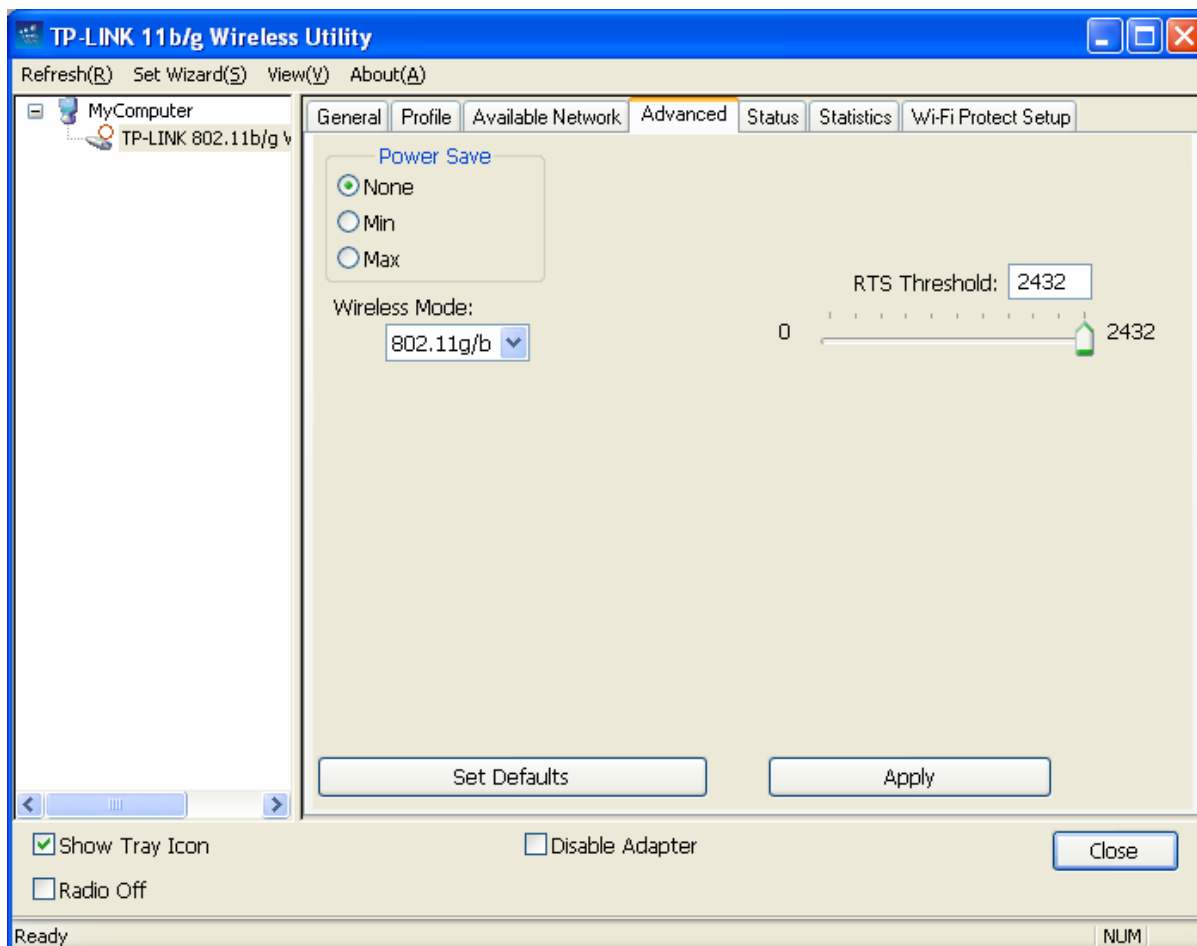 TP-LINK 11b/g Wireless Utility
Refresh(R) Set Wizard(S) View(V) About(A)
MyComputer
TP-LINK 802.11b/g
General Profile Available Network Advanced Status Statistics Wi-Fi Protect Setup
Power Save
None
Min
Max
RTS Threshold: 2432
Wireless Mode:
802.11g/b
0 2432
Set Defaults Apply
Show Tray Icon Disable Adapter Close
Radio Off
Ready NUM